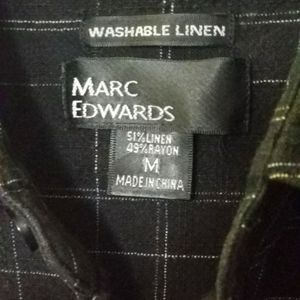 WASHABLE LINEN
MARC
EDWARDS
51% LINEN
49% RAYON
M
MADE IN CHINA